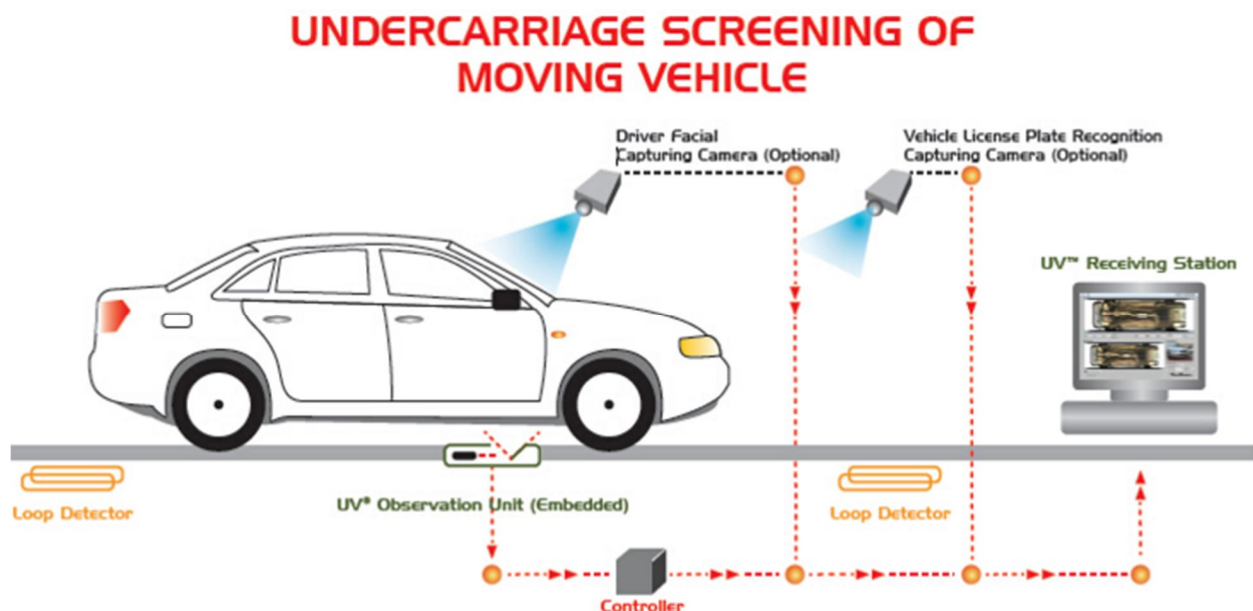 UNDERCARRIAGE SCREENING OF
MOVING VEHICLE
Driver Facial
Capturing Camera (Optional)
Vehicle License Plate Recognition
Capturing Camera (Optional)
UV™ Receiving Station
Loop Detector
UV® Observation Unit (Embedded)
Loop Detector
Controller